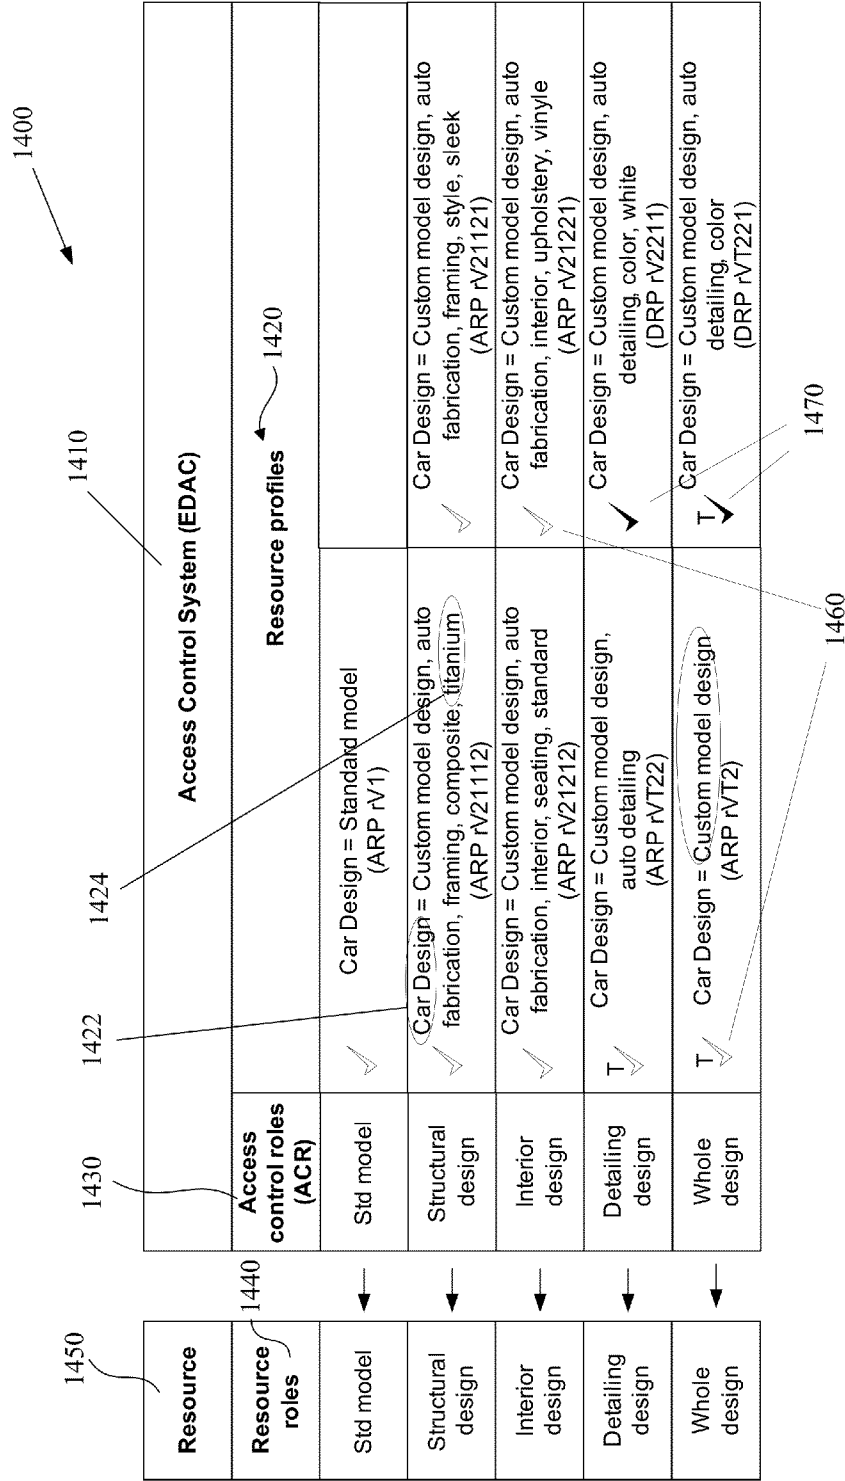 1400
1410
1420
1422
1424
1430
1440
1450
1460
1470
Resource
Access Control System (EDAC)
Resource
roles
Access
control roles
(ACR)
Resource profiles
Std model
Std model
Car Design = Standard model
(ARP rV1)
Structural
design
Structural
design
Car Design = Custom model design, auto
fabrication, framing, composite, titanium
(ARP rV21112)
Car Design = Custom model design, auto
fabrication, framing, style, sleek
(ARP rV21121)
Interior
design
Interior
design
Car Design = Custom model design, auto
fabrication, interior, seating, standard
(ARP rV21212)
Car Design = Custom model design, auto
fabrication, interior, upholstery, vinyle
(ARP rV21221)
Detailing
design
Detailing
design
T
Car Design = Custom model design,
auto detailing
(ARP rVT22)
Car Design = Custom model design, auto
detailing, color, white
(DRP rV2211)
Whole
design
Whole
design
T
Car Design = Custom model design
(ARP rVT2)
T
Car Design = Custom model design, auto
detailing, color
(DRP rVT221)